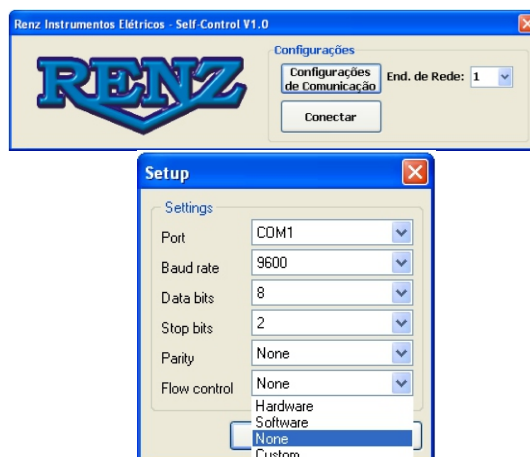 Renz Instrumentos Elétricos - Self-Control V1.0
RENZ
Configurações
Configurações
de Comunicação
End. de Rede: 1
Conectar
Setup
Settings
Port COM1
Baud rate 9600
Data bits 8
Stop bits 2
Parity None
Flow control None
Hardware
Software
None
Custom